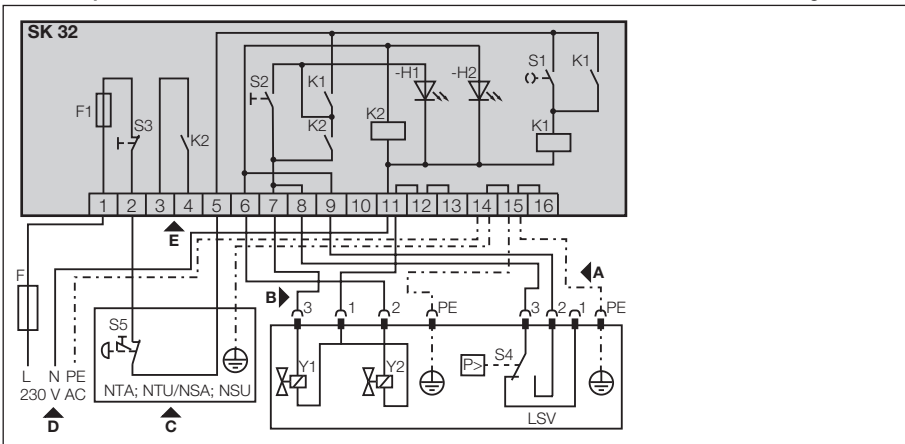 SK 32
F1
S3
K2
S2
K1
K2
K2
-H1
-H2
S1
K1
K1
1 2 3 4 5 6 7 8 9 10 11 12 13 14 15 16
E
A
F
B
3 1 2 PE 3 2 1 PE
S5
Y1
Y2
P>
S4
L N PE
230 V AC
NTA; NTU/NSA; NSU
LSV
D
C